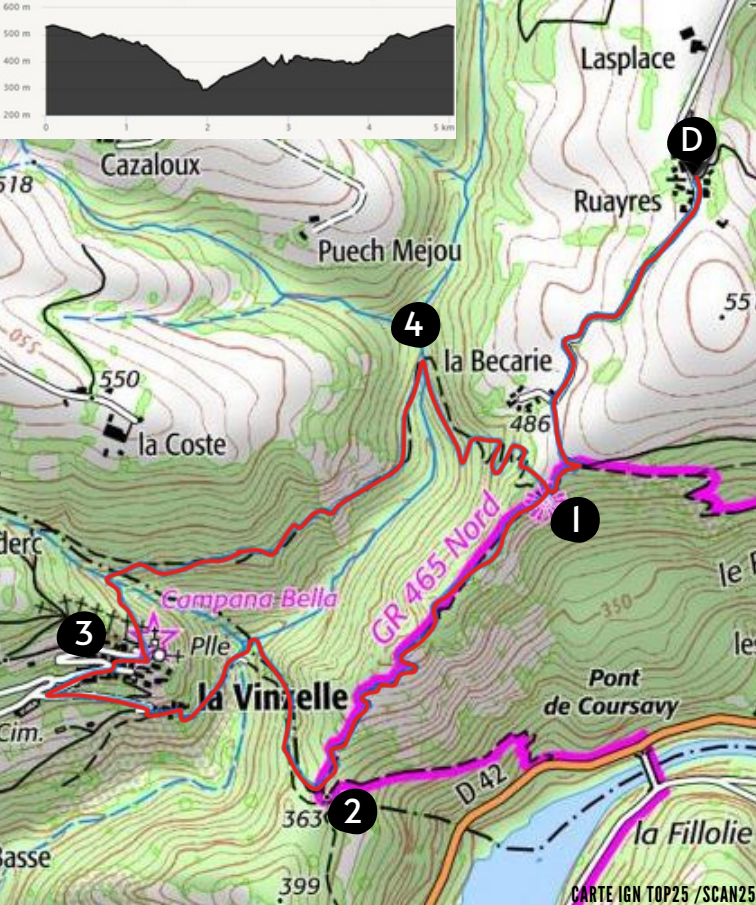 600 m
500 m
400 m
300 m
200 m
0
1
2
3
4
5 km
Lasplace
D
Cazaloux
518
Ruayres
Puech Mejou
55
4
la Becarie
550
550
486
la Coste
1
GR 465 Nord
derc
le
350
Campana Bella
3
Plle
les
Pont
de Coursavy
la Vinzelle
Cim.
D 42
2
363
la Fillolie
Basse
399
CARTE IGN TOP25 /SCAN25